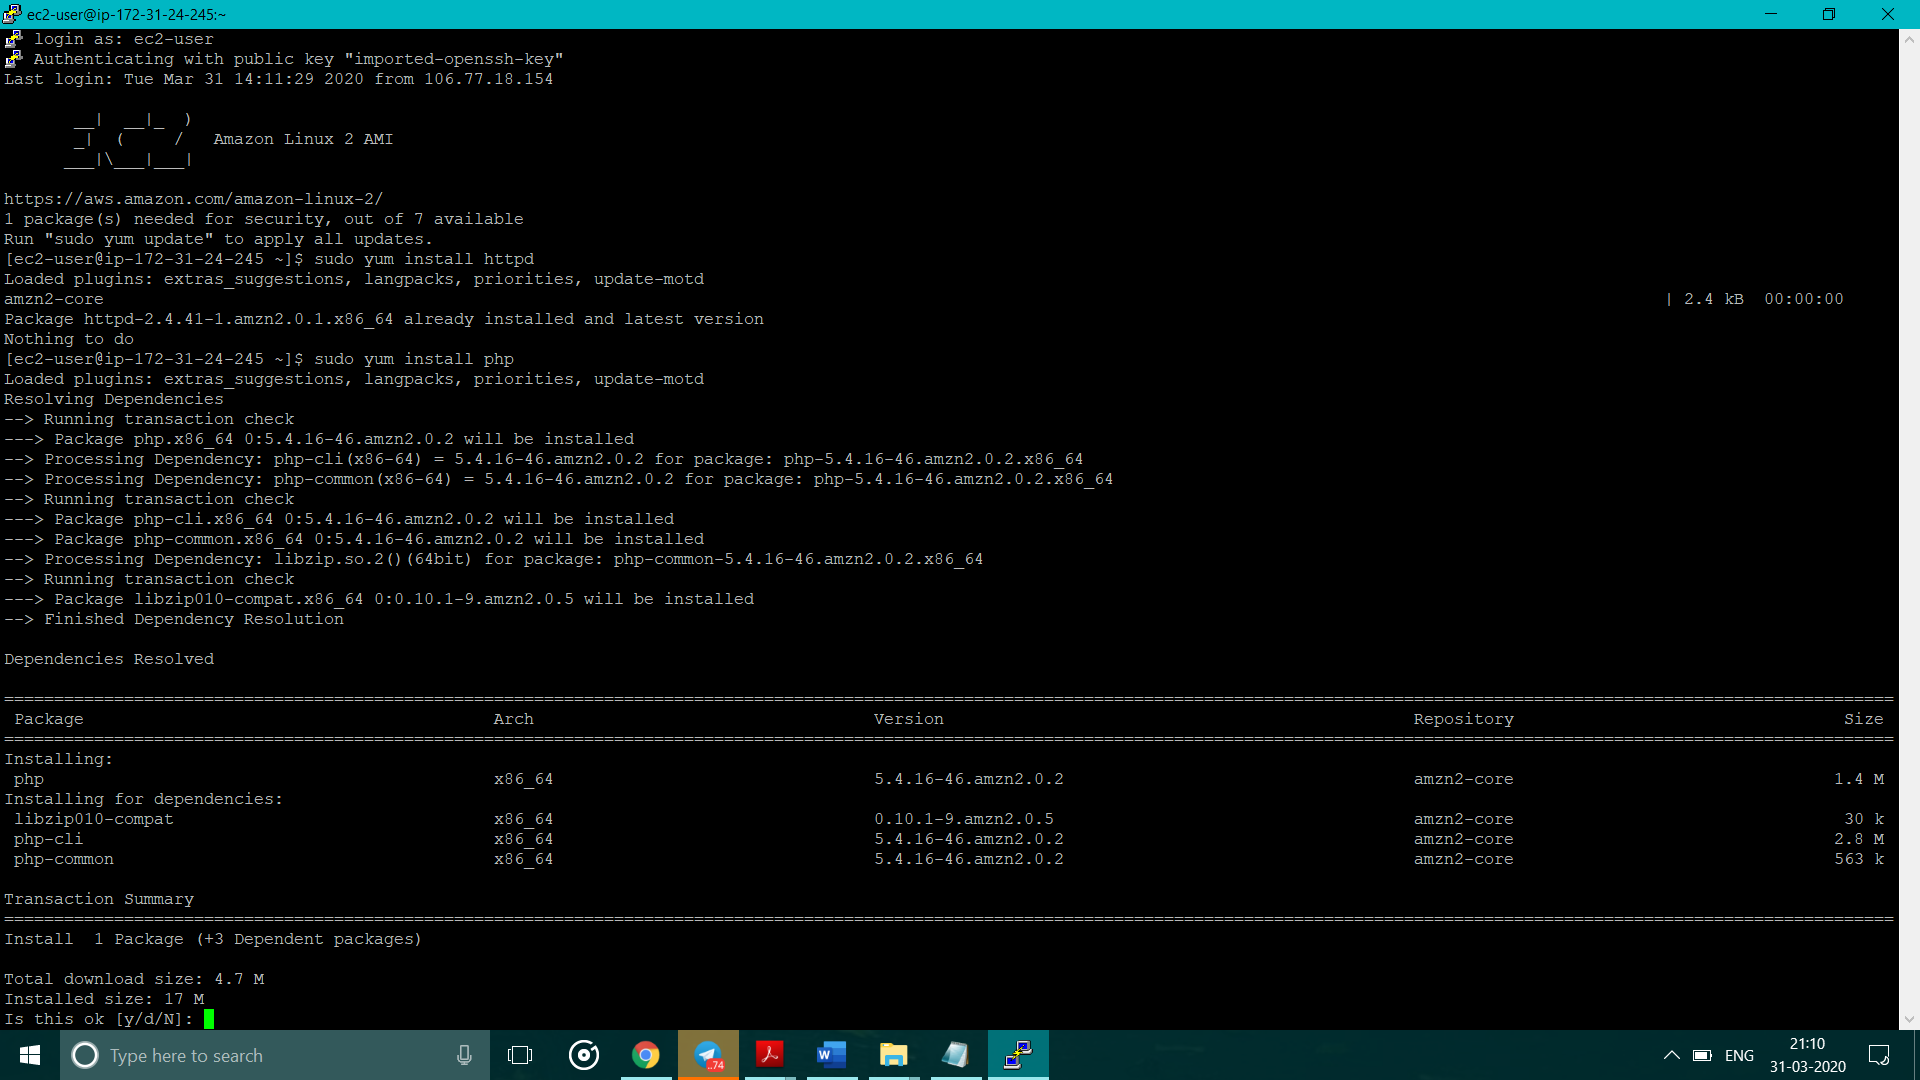 ec2-user@ip-172-31-24-245:~
login as: ec2-user
Authenticating with public key "imported-openssh-key"
Last login: Tue Mar 31 14:11:29 2020 from 106.77.18.154
       __|  __|_  )
       _|  (     /   Amazon Linux 2 AMI
      ___|\___|___|
https://aws.amazon.com/amazon-linux-2/
1 package(s) needed for security, out of 7 available
Run "sudo yum update" to apply all updates.
[ec2-user@ip-172-31-24-245 ~]$ sudo yum install httpd
Loaded plugins: extras_suggestions, langpacks, priorities, update-motd
amzn2-core | 2.4 kB 00:00:00
Package httpd-2.4.41-1.amzn2.0.1.x86_64 already installed and latest version
Nothing to do
[ec2-user@ip-172-31-24-245 ~]$ sudo yum install php
Loaded plugins: extras_suggestions, langpacks, priorities, update-motd
Resolving Dependencies
--> Running transaction check
---> Package php.x86_64 0:5.4.16-46.amzn2.0.2 will be installed
--> Processing Dependency: php-cli(x86-64) = 5.4.16-46.amzn2.0.2 for package: php-5.4.16-46.amzn2.0.2.x86_64
--> Processing Dependency: php-common(x86-64) = 5.4.16-46.amzn2.0.2 for package: php-5.4.16-46.amzn2.0.2.x86_64
--> Running transaction check
---> Package php-cli.x86_64 0:5.4.16-46.amzn2.0.2 will be installed
---> Package php-common.x86_64 0:5.4.16-46.amzn2.0.2 will be installed
--> Processing Dependency: libzip.so.2()(64bit) for package: php-common-5.4.16-46.amzn2.0.2.x86_64
--> Running transaction check
---> Package libzip010-compat.x86_64 0:0.10.1-9.amzn2.0.5 will be installed
--> Finished Dependency Resolution
Dependencies Resolved
Package Arch Version Repository Size
Installing:
php x86_64 5.4.16-46.amzn2.0.2 amzn2-core 1.4 M
Installing for dependencies:
libzip010-compat x86_64 0.10.1-9.amzn2.0.5 amzn2-core 30 k
php-cli x86_64 5.4.16-46.amzn2.0.2 amzn2-core 2.8 M
php-common x86_64 5.4.16-46.amzn2.0.2 amzn2-core 563 k
Transaction Summary
Install  1 Package (+3 Dependent packages)
Total download size: 4.7 M
Installed size: 17 M
Is this ok [y/d/N]:
Type here to search
..74
W
ENG
21:10
31-03-2020